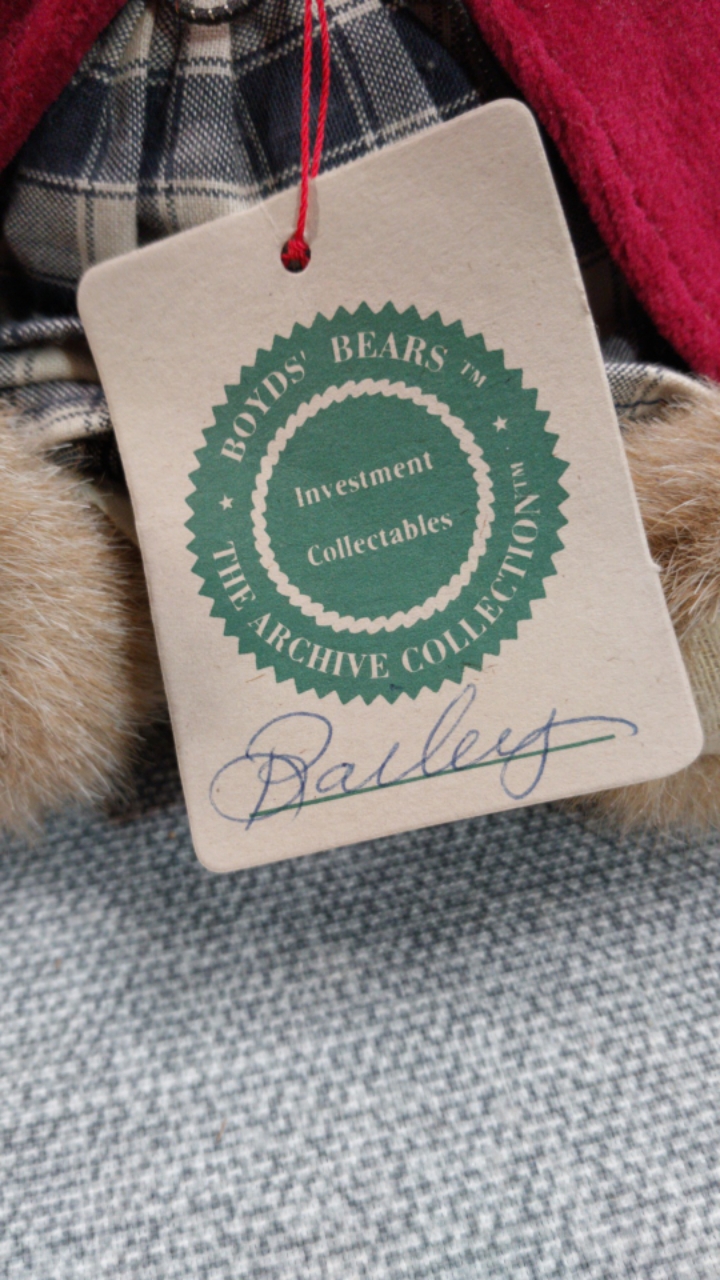 BOYDS' BEARS ™
Investment
Collectables
THE ARCHIVE COLLECTION™
Bailey